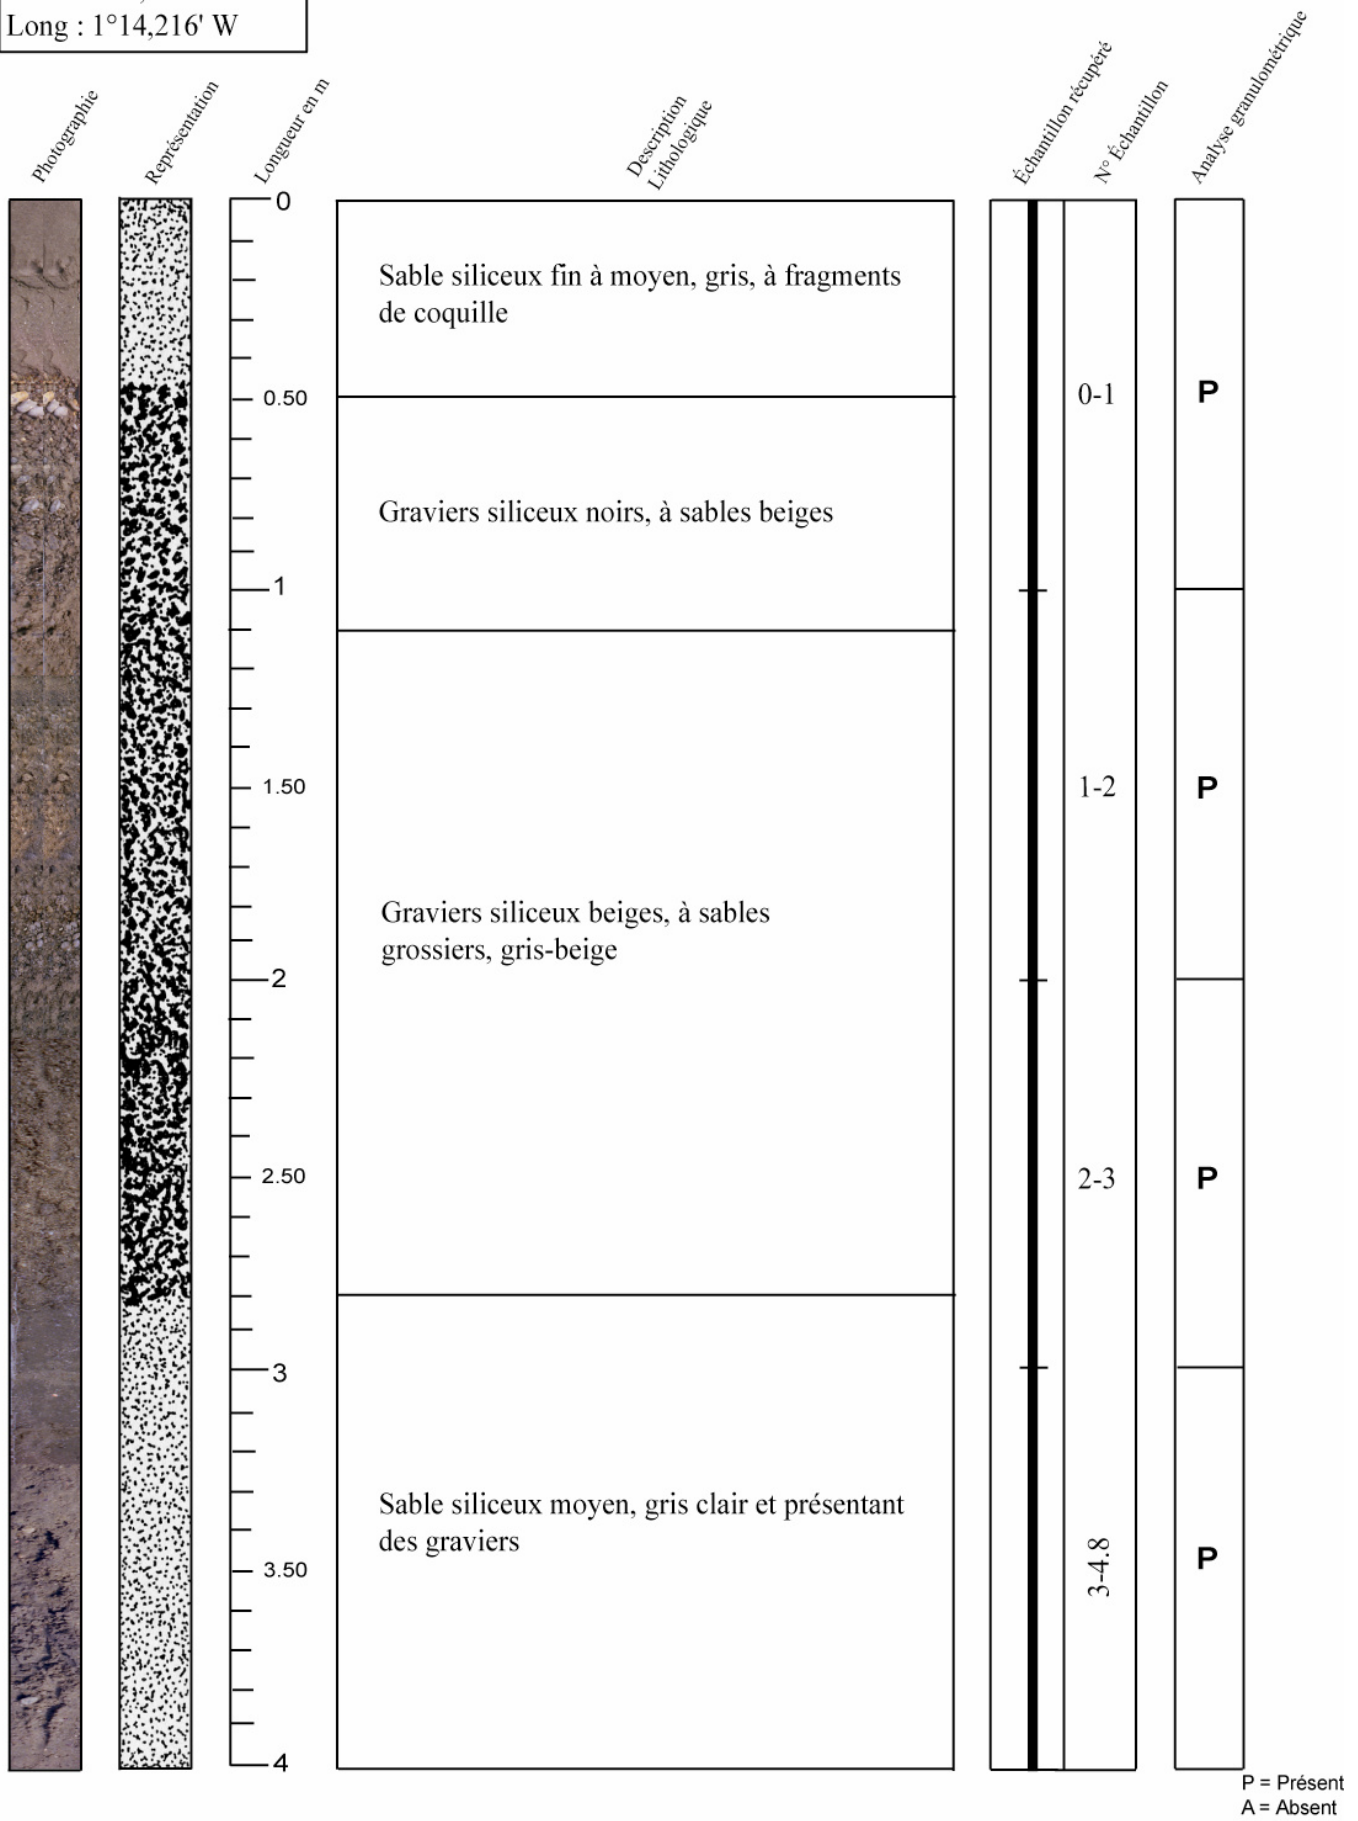 Long : 1°14,216' W
Photographie
Représentation
Longueur en m
Description
Lithologique
Échantillon récupéré
N° Échantillon
Analyse granulométrique
0
Sable siliceux fin à moyen, gris, à fragments
de coquille
0.50
0-1
P
Graviers siliceux noirs, à sables beiges
1
1.50
1-2
P
Graviers siliceux beiges, à sables
grossiers, gris-beige
2
2.50
2-3
P
3
Sable siliceux moyen, gris clair et présentant
des graviers
3.50
3-4.8
P
4
P = Présent
A = Absent